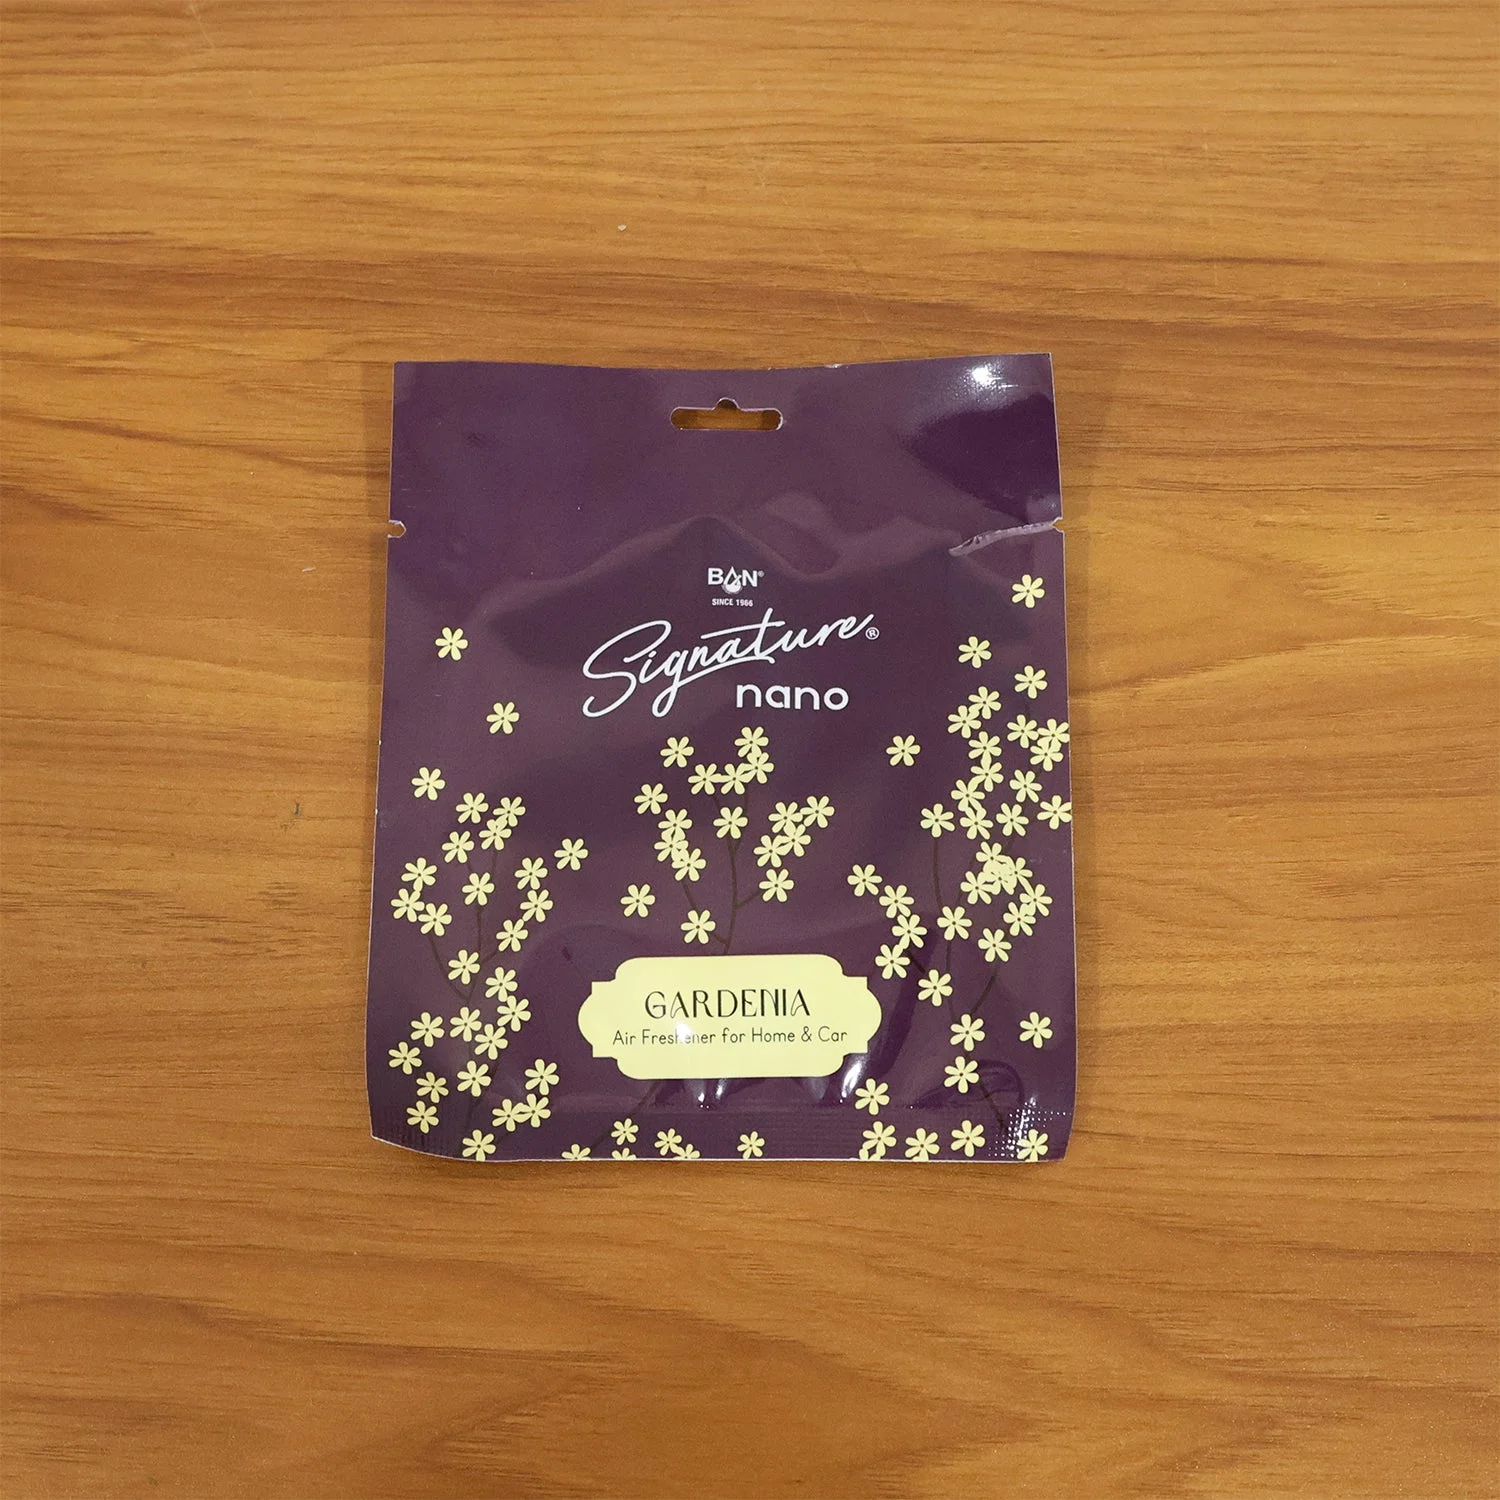 BAN®
SINCE 1966
Signature®
nano
GARDENIA
Air Freshener for Home & Car